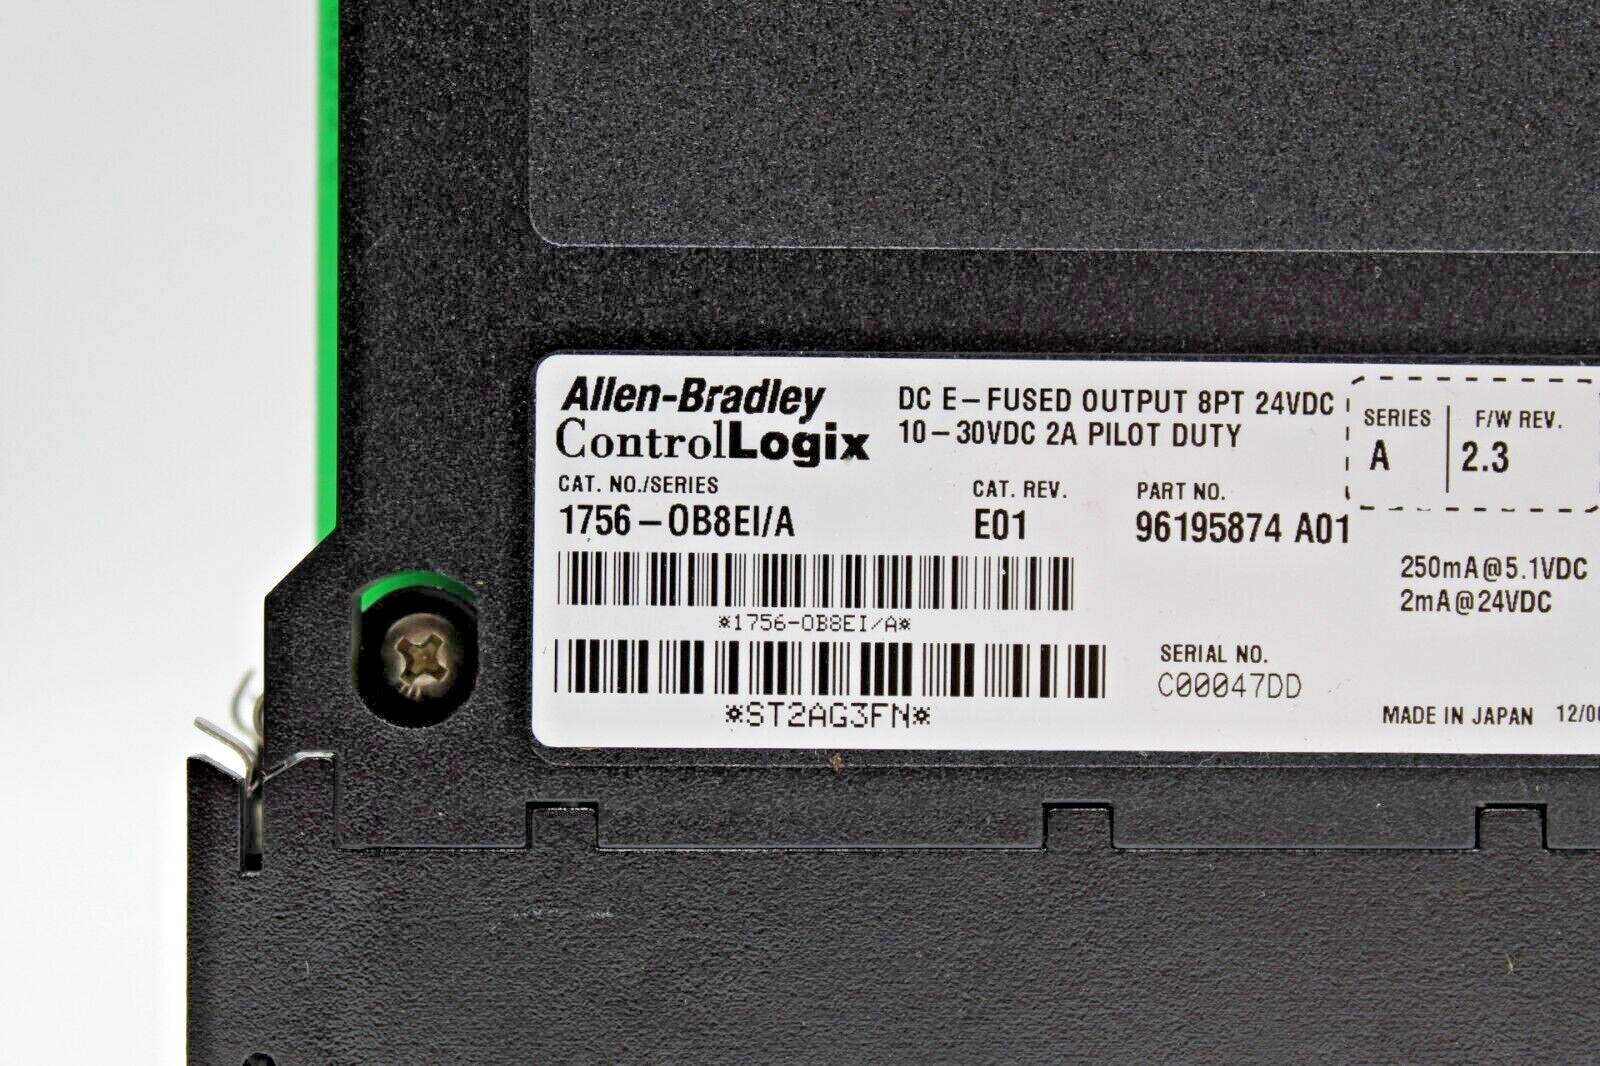 Allen-Bradley
ControlLogix
DC E-FUSED OUTPUT 8PT 24VDC
10-30VDC 2A PILOT DUTY
SERIES
A
F/W REV.
2.3
CAT. NO./SERIES
1756-OB8EI/A
CAT. REV.
E01
PART NO.
96195874 A01
*1756-OB8EI/A*
250mA@5.1VDC
2mA@24VDC
*ST2AG3FN*
SERIAL NO.
C00047DD
MADE IN JAPAN